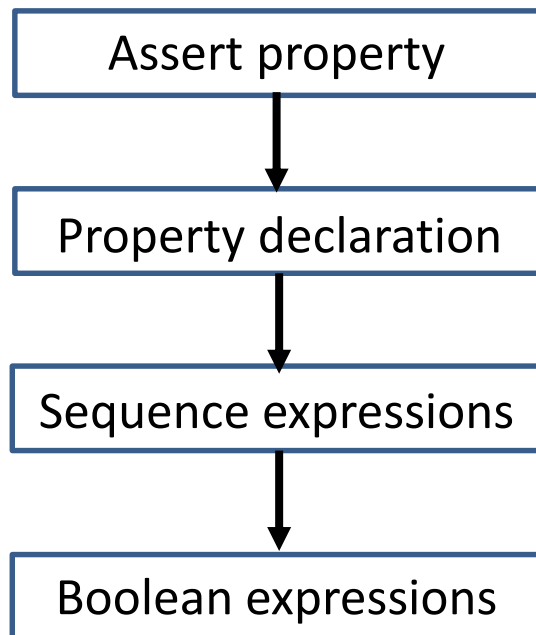 Assert property
Property declaration
Sequence expressions
Boolean expressions